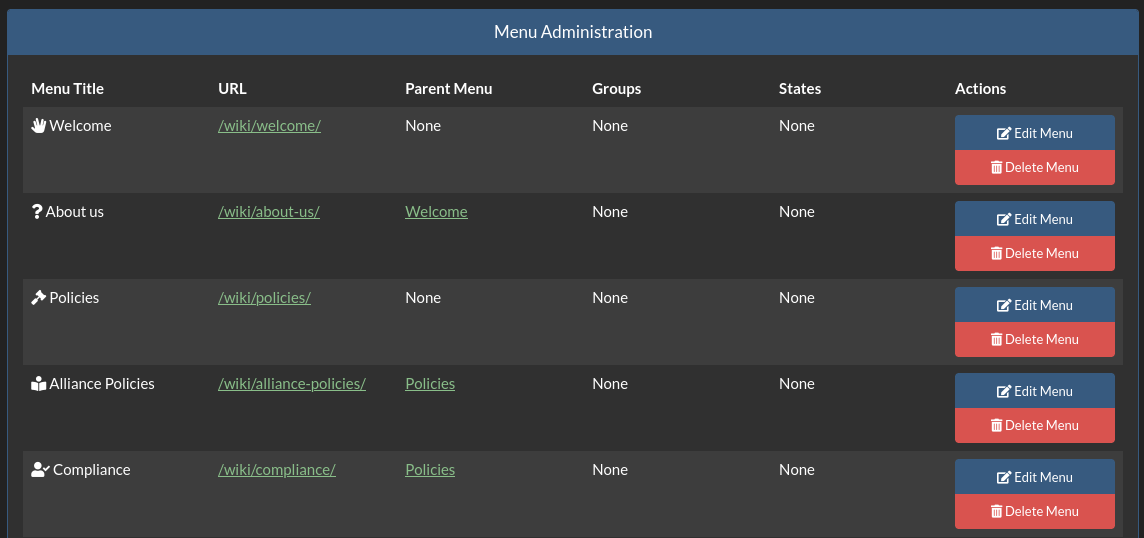 Menu Administration
Menu Title URL Parent Menu Groups States Actions
Welcome /wiki/welcome/ None None None Edit Menu
Delete Menu
About us /wiki/about-us/ Welcome None None Edit Menu
Delete Menu
Policies /wiki/policies/ None None None Edit Menu
Delete Menu
Alliance Policies /wiki/alliance-policies/ Policies None None Edit Menu
Delete Menu
Compliance /wiki/compliance/ Policies None None Edit Menu
Delete Menu